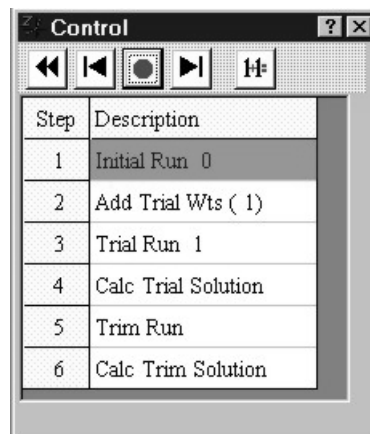 Control
Step Description
1 Initial Run 0
2 Add Trial Wts ( 1)
3 Trial Run 1
4 Calc Trial Solution
5 Trim Run
6 Calc Trim Solution